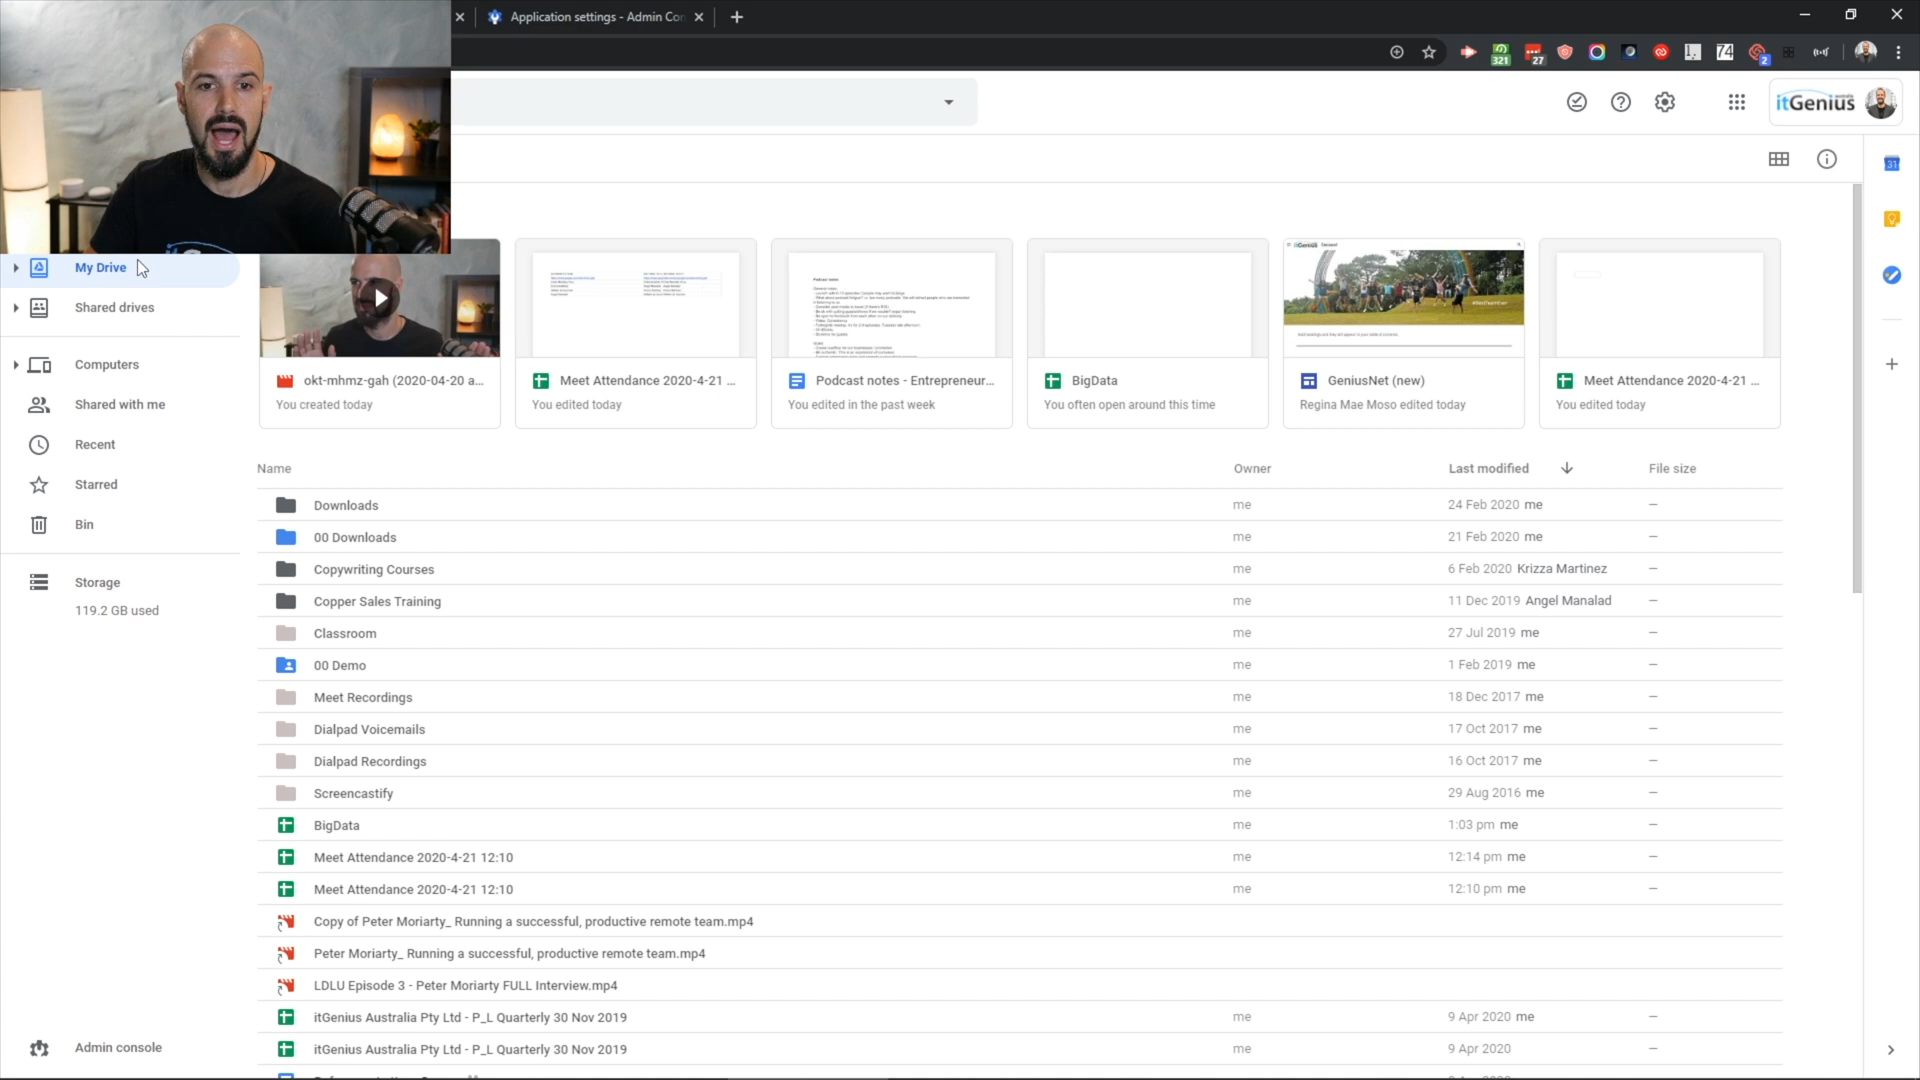 Application settings - Admin Con
321
27
74
2
itGenius
31
My Drive
Shared drives
Computers
Shared with me
Recent
Starred
Bin
Storage
119.2 GB used
Admin console
okt-mhmz-gah (2020-04-20 a...
You created today
Meet Attendance 2020-4-21 ...
You edited today
Podcast notes
Podcast notes - Entrepreneur...
You edited in the past week
BigData
You often open around this time
GeniusNet (new)
Regina Mae Moso edited today
Meet Attendance 2020-4-21 ...
You edited today
Name Owner Last modified File size
Downloads me 24 Feb 2020 me –
00 Downloads me 21 Feb 2020 me –
Copywriting Courses me 6 Feb 2020 Krizza Martinez –
Copper Sales Training me 11 Dec 2019 Angel Manalad –
Classroom me 27 Jul 2019 me –
00 Demo me 1 Feb 2019 me –
Meet Recordings me 18 Dec 2017 me –
Dialpad Voicemails me 17 Oct 2017 me –
Dialpad Recordings me 16 Oct 2017 me –
Screencastify me 29 Aug 2016 me –
BigData me 1:03 pm me –
Meet Attendance 2020-4-21 12:10 me 12:14 pm me –
Meet Attendance 2020-4-21 12:10 me 12:10 pm me –
Copy of Peter Moriarty_ Running a successful, productive remote team.mp4
Peter Moriarty_ Running a successful, productive remote team.mp4
LDLU Episode 3 - Peter Moriarty FULL Interview.mp4
itGenius Australia Pty Ltd - P_L Quarterly 30 Nov 2019 me 9 Apr 2020 me –
itGenius Australia Pty Ltd - P_L Quarterly 30 Nov 2019 me 9 Apr 2020 –